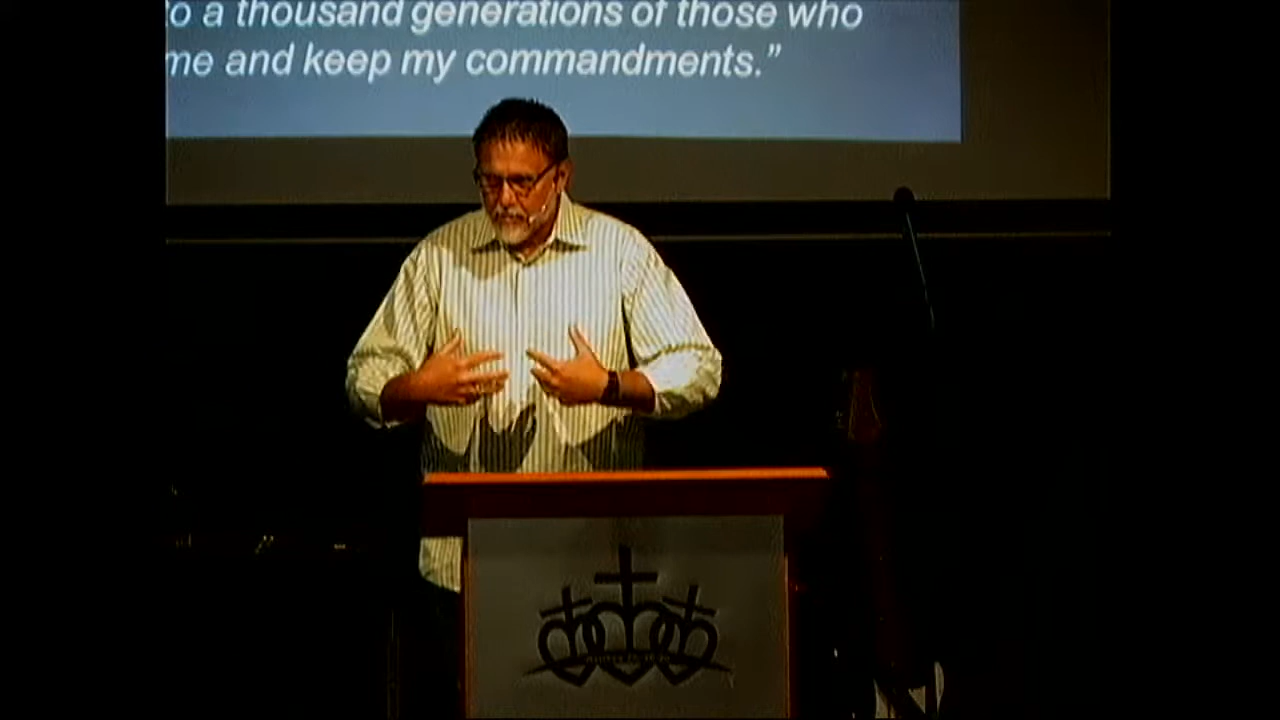 to a thousand generations of those who
me and keep my commandments.”